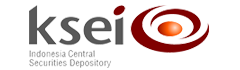 ksei
Indonesia Central
Securities Depository